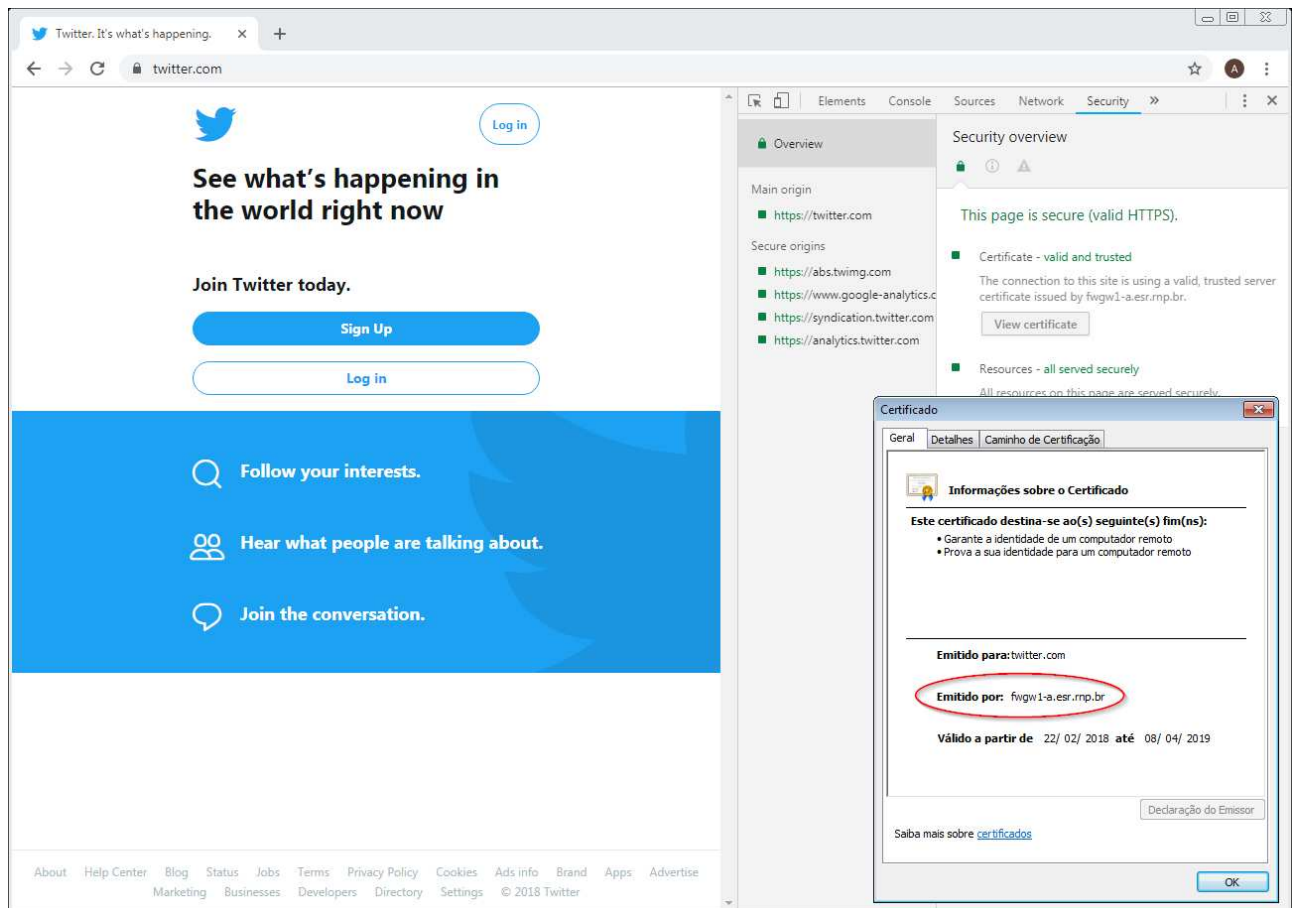 Twitter. It's what's happening.
twitter.com
A
Log in
See what's happening in
the world right now
Join Twitter today.
Sign Up
Log in
Follow your interests.
Hear what people are talking about.
Join the conversation.
About Help Center Blog Status Jobs Terms Privacy Policy Cookies Ads info Brand Apps Advertise
Marketing Businesses Developers Directory Settings © 2018 Twitter
Elements Console Sources Network Security »
Overview
Main origin
https://twitter.com
Secure origins
https://abs.twimg.com
https://www.google-analytics.c
https://syndication.twitter.com
https://analytics.twitter.com
Security overview
This page is secure (valid HTTPS).
Certificate - valid and trusted
The connection to this site is using a valid, trusted server
certificate issued by fwgw1-a.esr.rnp.br.
View certificate
Resources - all served securely
All resources on this page are served securely.
Certificado
Geral Detalhes Caminho de Certificação
Informações sobre o Certificado
Este certificado destina-se ao(s) seguinte(s) fim(ns):
• Garante a identidade de um computador remoto
• Prova a sua identidade para um computador remoto
Emitido para: twitter.com
Emitido por: fwgw1-a.esr.rnp.br
Válido a partir de 22/ 02/ 2018 até 08/ 04/ 2019
Declaração do Emissor
Saiba mais sobre certificados
OK